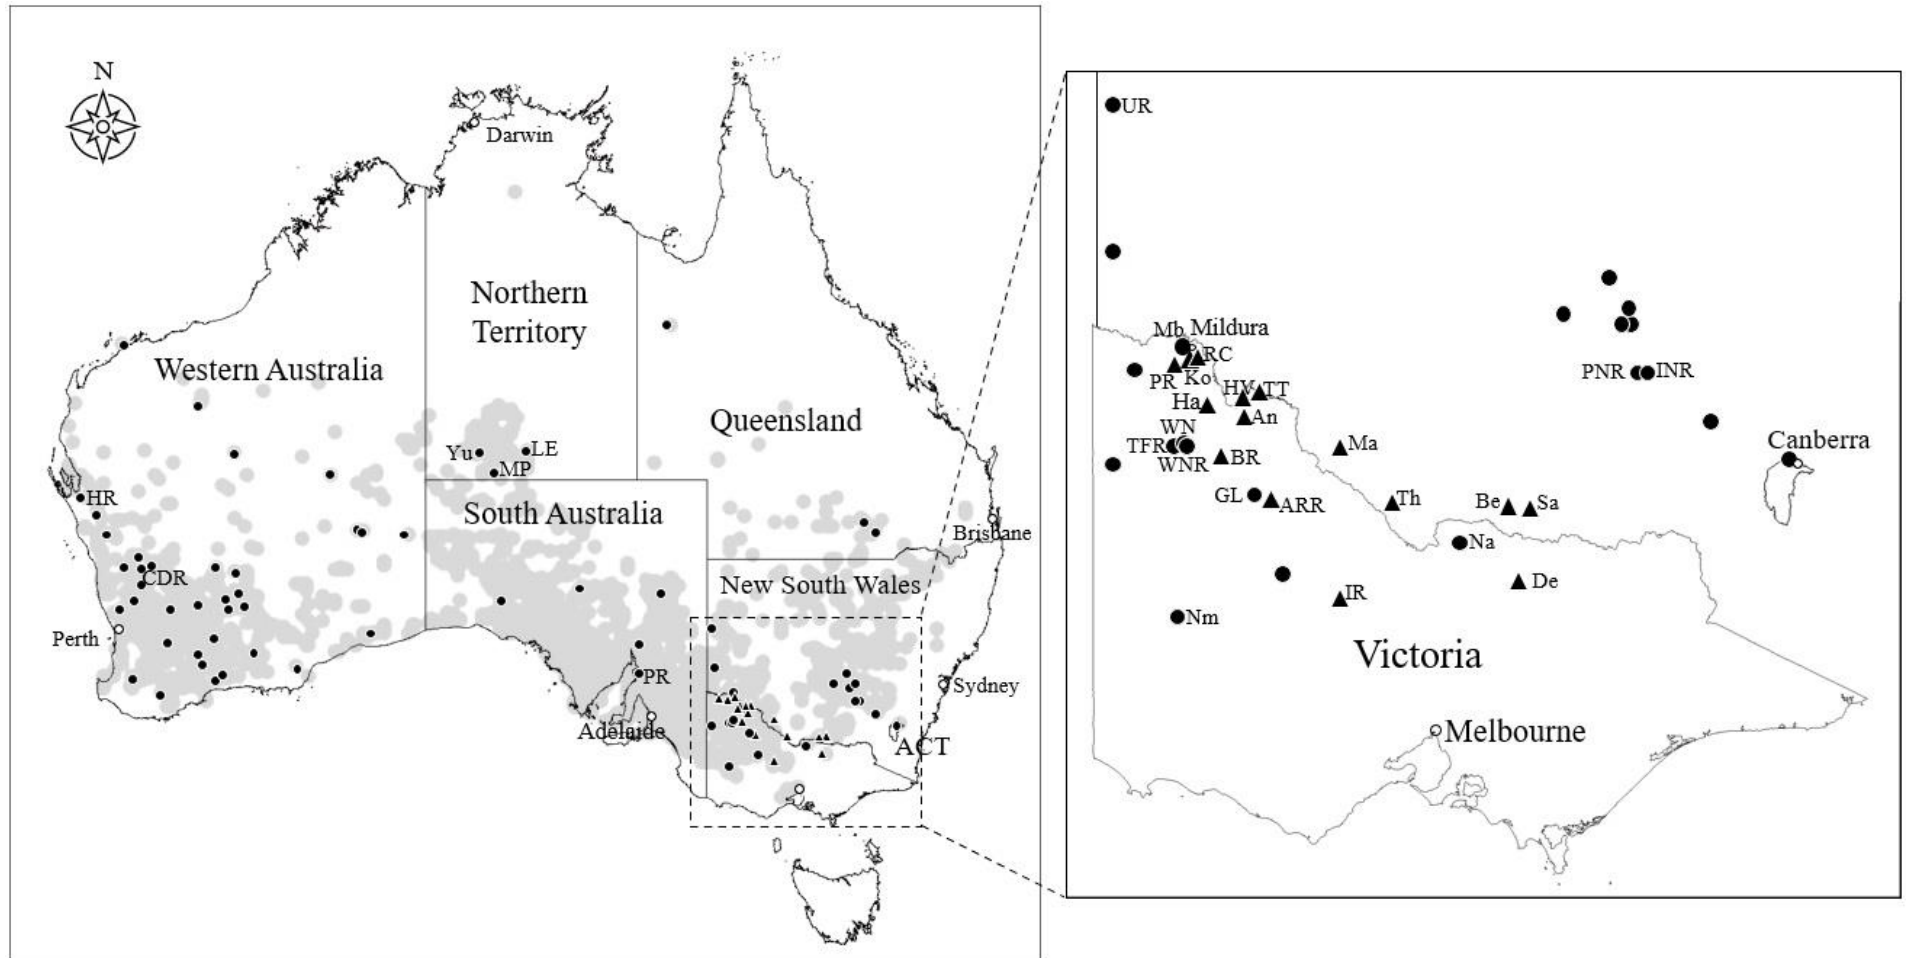 N
Darwin
Northern
Territory
Western Australia
Queensland
Yu
LE
MP
HR
South Australia
Brisbane
CDR
New South Wales
Perth
PR
Sydney
Adelaide
ACT
UR
Mb
Mildura
RC
PR
Ko
HV
TT
PNR
INR
Ha
An
WN
Ma
TFR
WNR
BR
Canberra
GL
ARR
Th
Be
Sa
Na
De
IR
Nm
Victoria
Melbourne